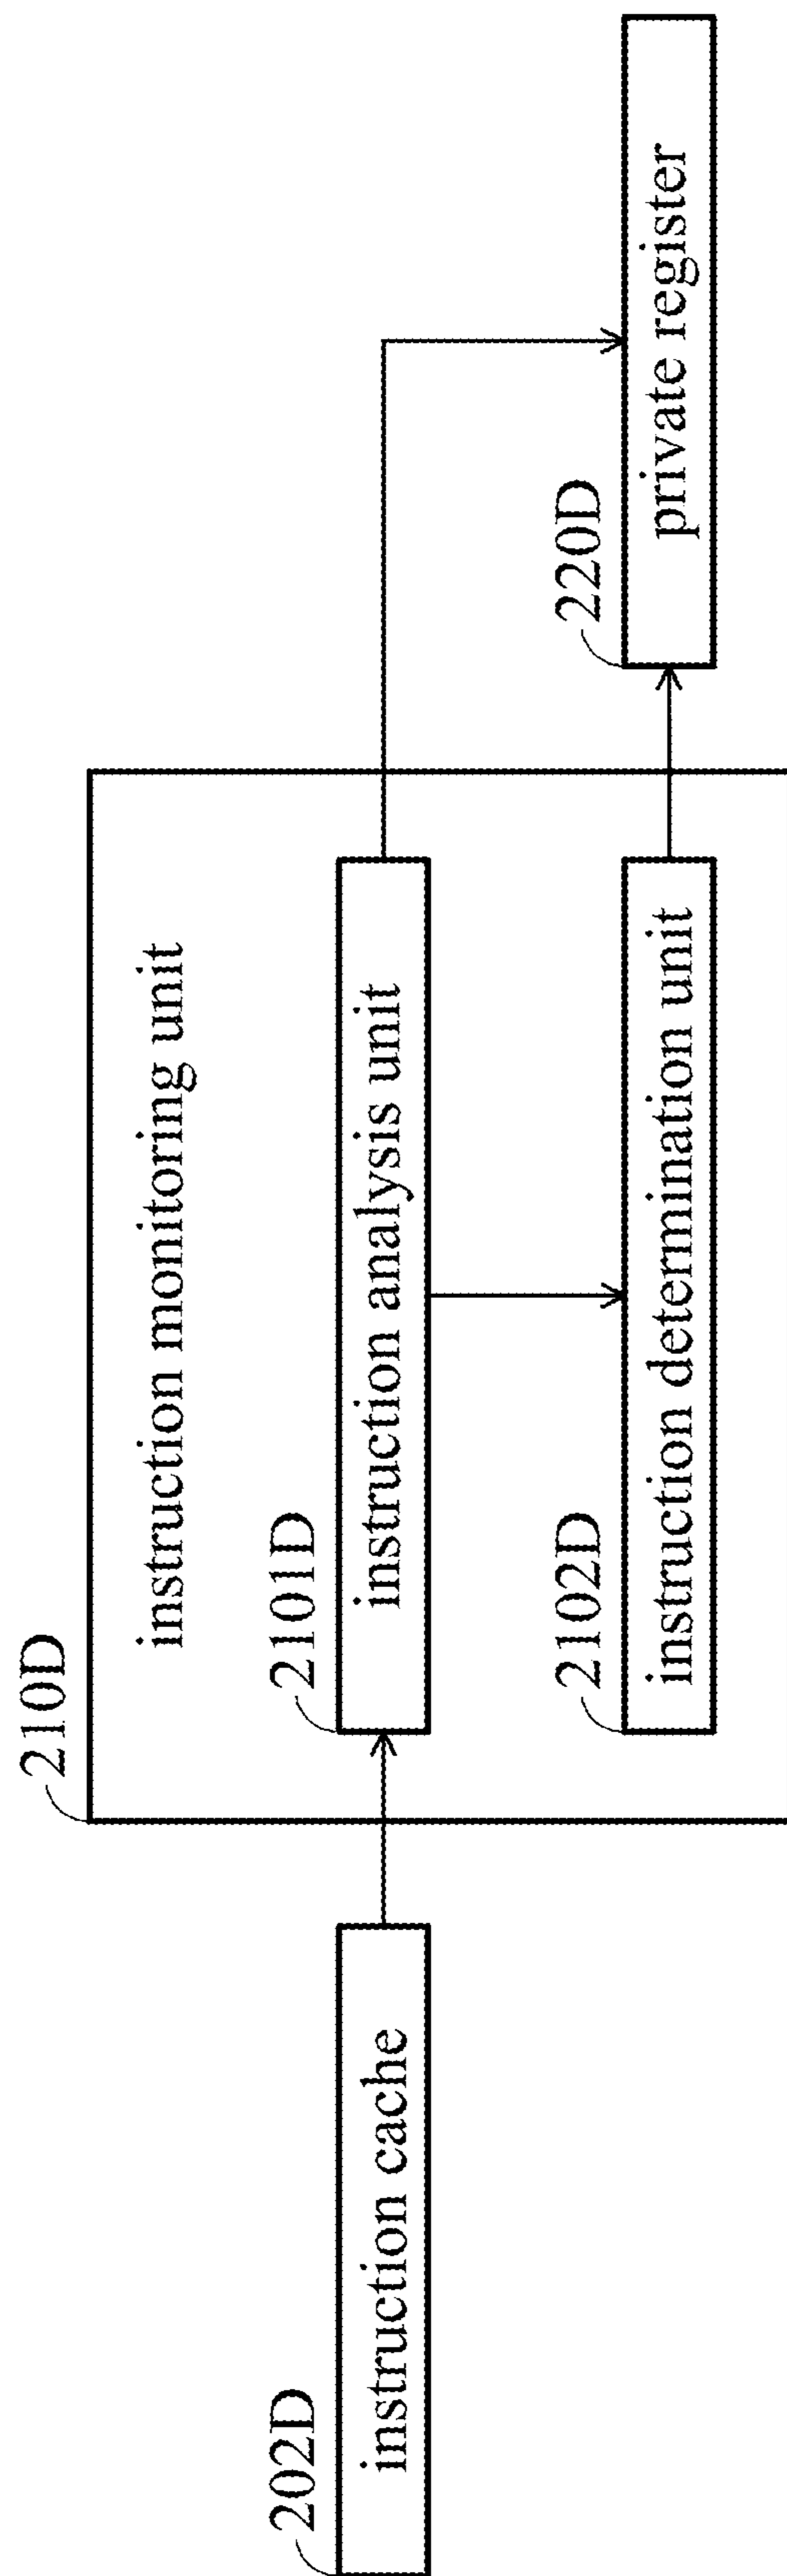 210D
instruction monitoring unit
202D
instruction cache
2101D
instruction analysis unit
2102D
instruction determination unit
220D
private register